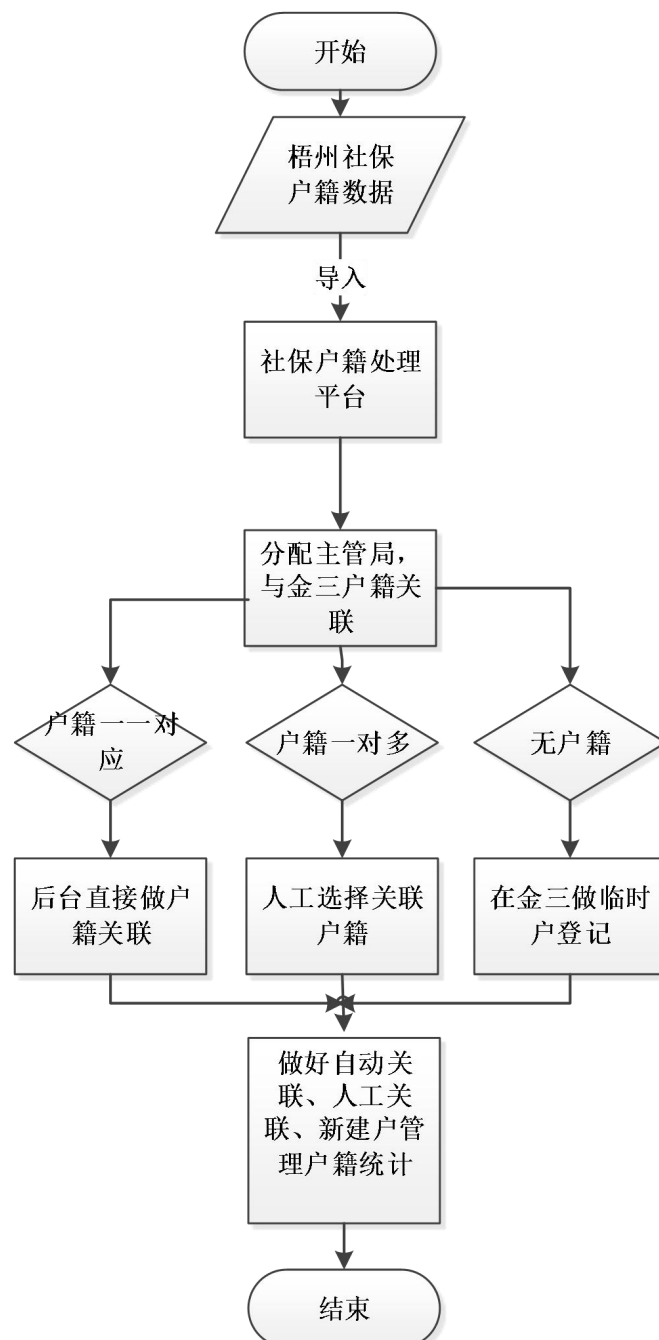 开始
梧州社保
户籍数据
导入
社保户籍处理
平台
分配主管局，
与金三户籍关
联
户籍一一对
应
户籍一对多
无户籍
后台直接做户
籍关联
人工选择关联
户籍
在金三做临时
户登记
做好自动关
联、人工关
联、新建户管
理户籍统计
结束